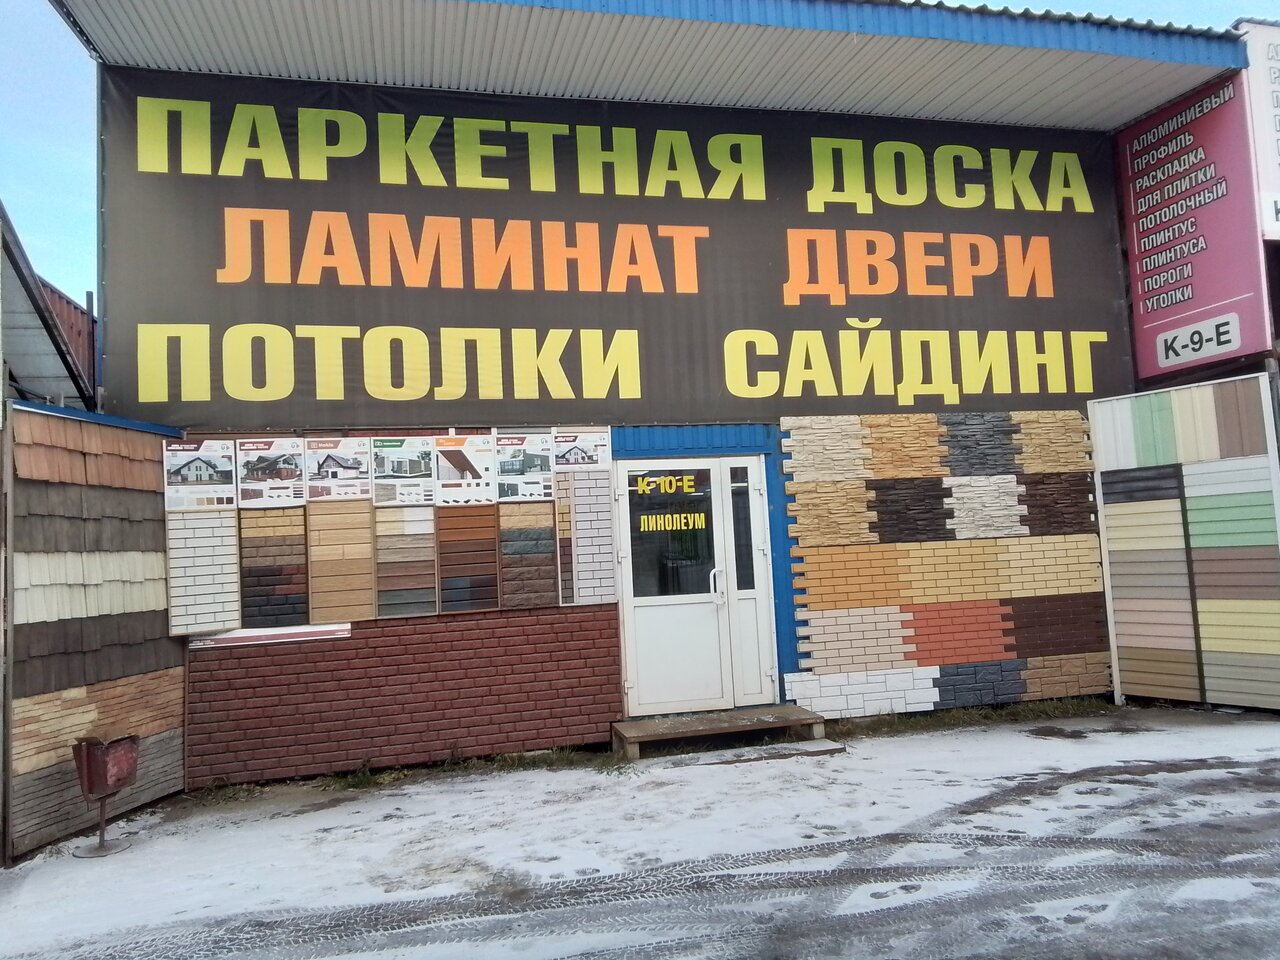 ПАРКЕТНАЯ ДОСКА
ЛАМИНАТ ДВЕРИ
ПОТОЛКИ САЙДИНГ
АЛЮМИНИЕВЫЙ
ПРОФИЛЬ
РАСКЛАДКА
ДЛЯ ПЛИТКИ
ПОТОЛОЧНЫЙ
ПЛИНТУС
ПЛИНТУСА
ПОРОГИ
УГОЛКИ
К-9-Е
К-10-Е
ЛИНОЛЕУМ